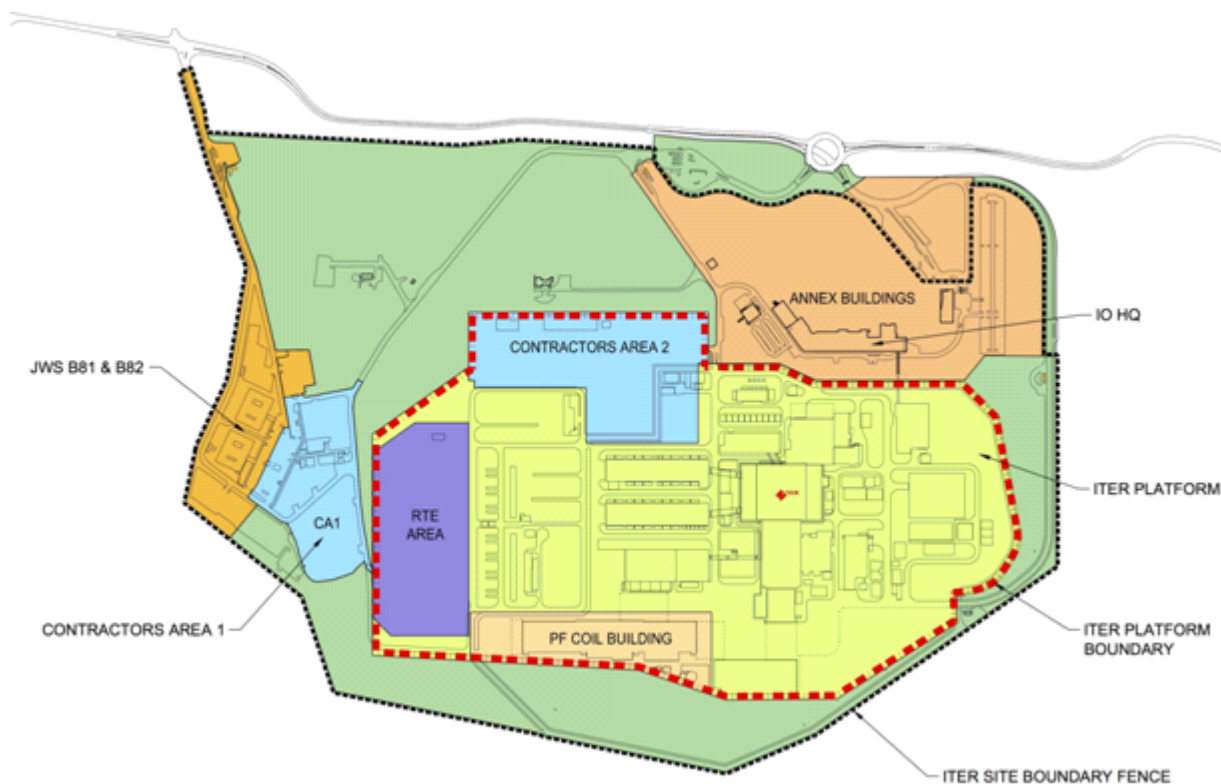 ANNEX BUILDINGS
IO HQ
CONTRACTORS AREA 2
JWS B81 & B82
ITER PLATFORM
RTE
AREA
CA1
CONTRACTORS AREA 1
PF COIL BUILDING
ITER PLATFORM
BOUNDARY
ITER SITE BOUNDARY FENCE